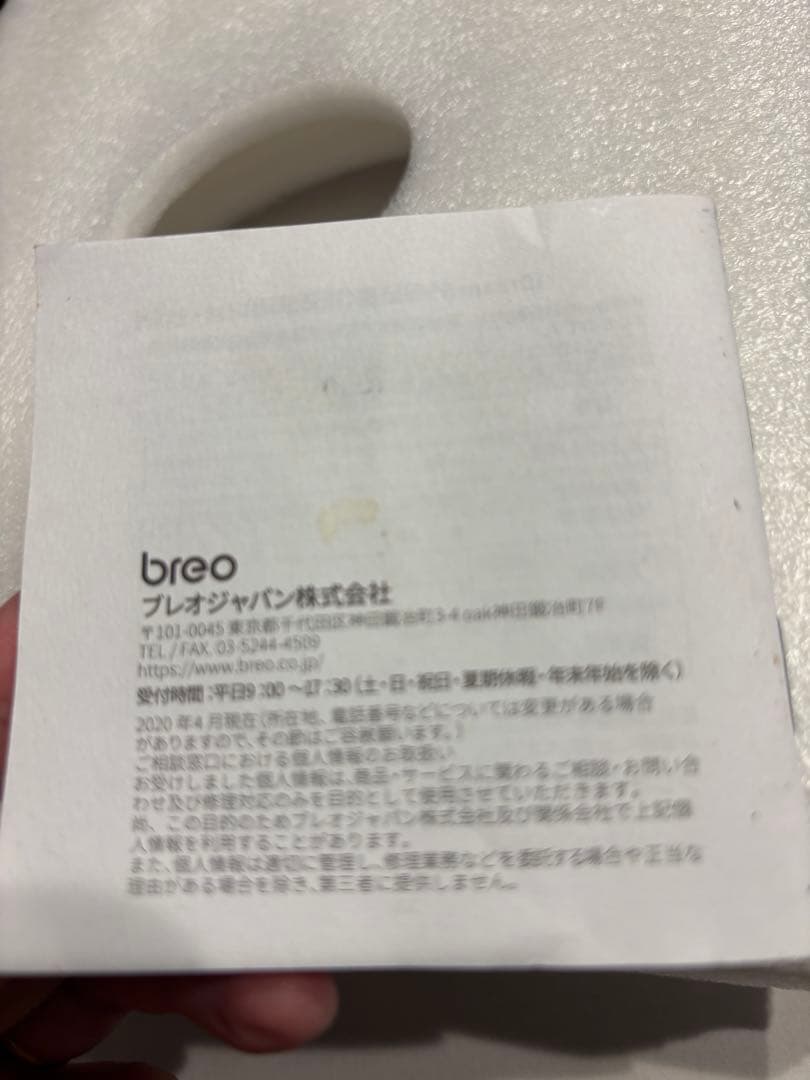 breo
ブレオジャパン株式会社
〒101-0045 東京都千代田区神田鍛冶町3-4 oak神田鍛冶町7F
TEL / FAX 03-5244-4509
https://www.breo.co.jp/
受付時間:平日9:00〜17:30(土・日・祝日・夏期休暇・年末年始を除く)
2020年4月現在(所在地、電話番号などについては変更がある場合
がありますので、その節はご容赦願います。)
ご相談窓口における個人情報のお取扱い
お受けしました個人情報は、商品・サービスに関わるご相談・お問い合
わせ及び修理対応のみを目的として使用させていただきます。
尚、この目的のためブレオジャパン株式会社及び関係会社で上記個
人情報を利用することがあります。
また、個人情報は適切に管理し、修理業務などを委託する場合や正当な
理由がある場合を除き、第三者に提供しません。